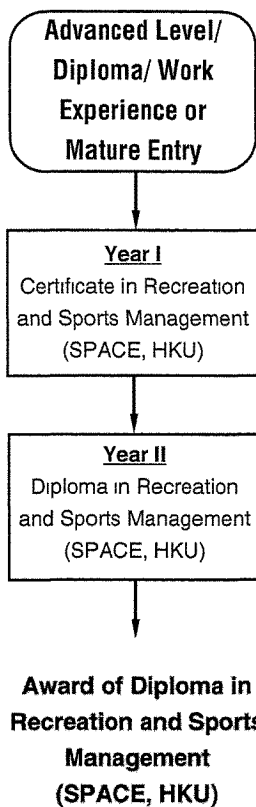 Advanced Level/
Diploma/ Work
Experience or
Mature Entry
Year I
Certificate in Recreation
and Sports Management
(SPACE, HKU)
Year II
Diploma in Recreation
and Sports Management
(SPACE, HKU)
Award of Diploma in
Recreation and Sports
Management
(SPACE, HKU)